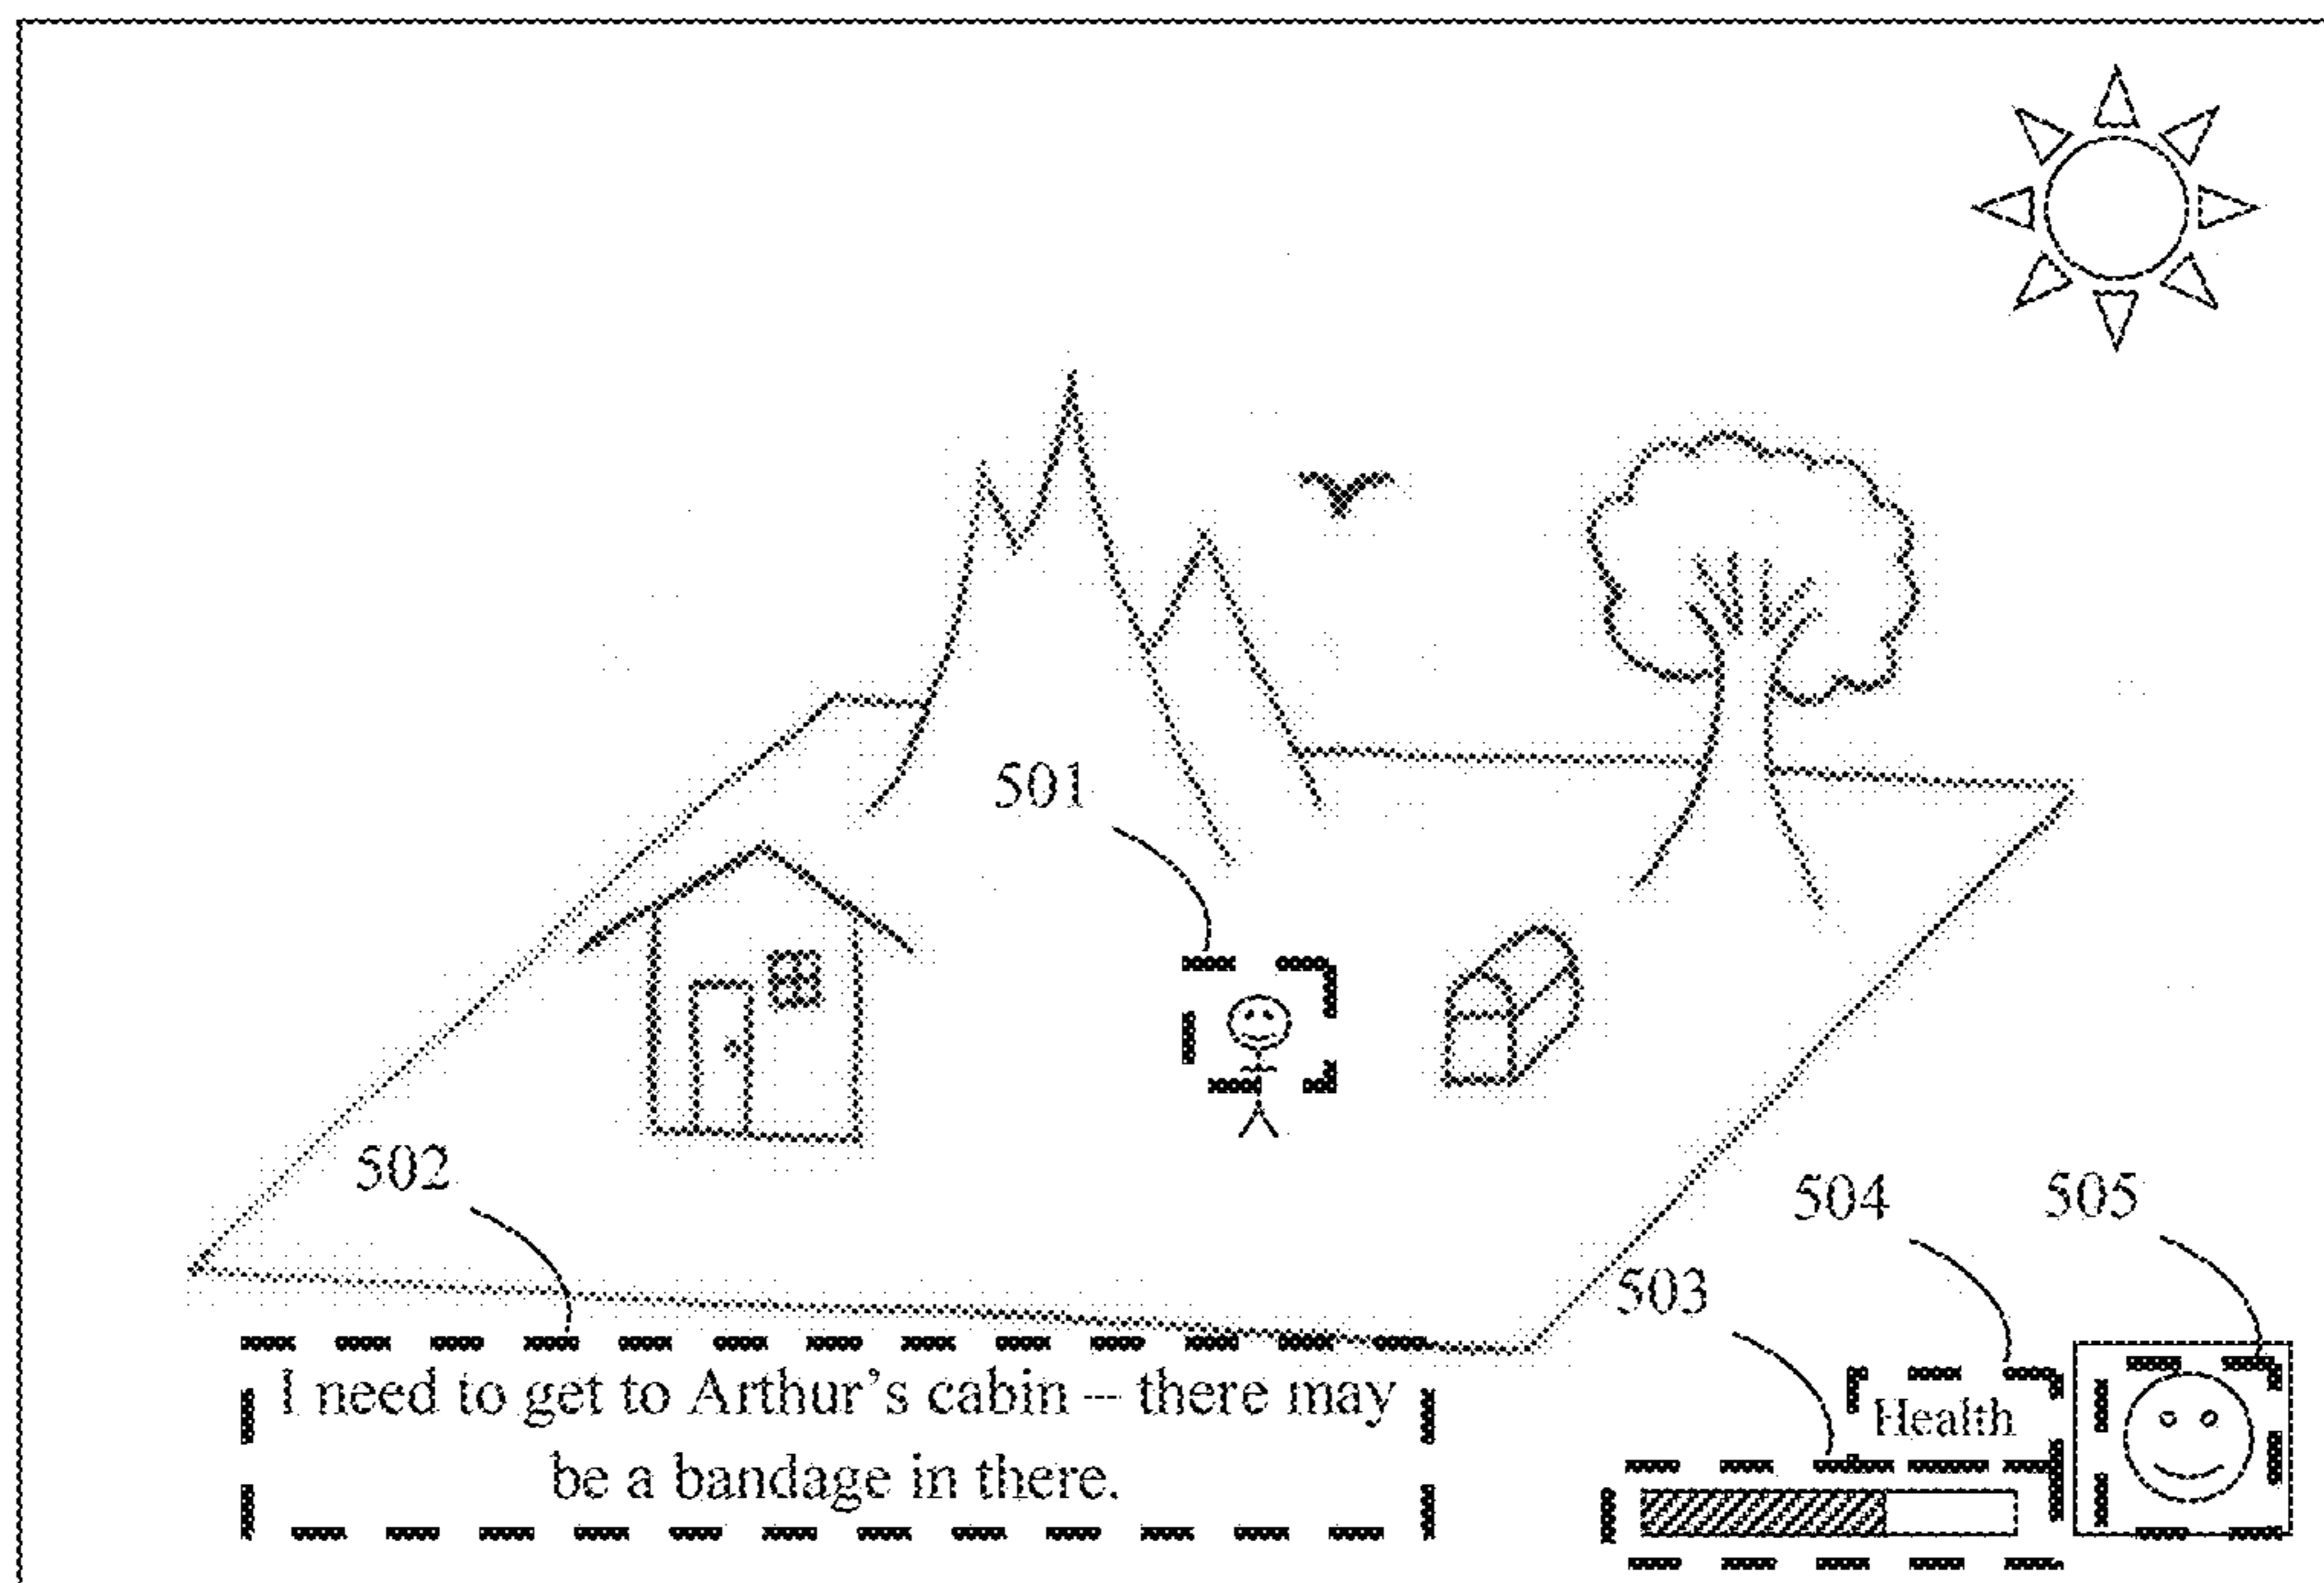 501
502
504
505
503
I need to get to Arthur's cabin -- there may
be a bandage in there.
Health